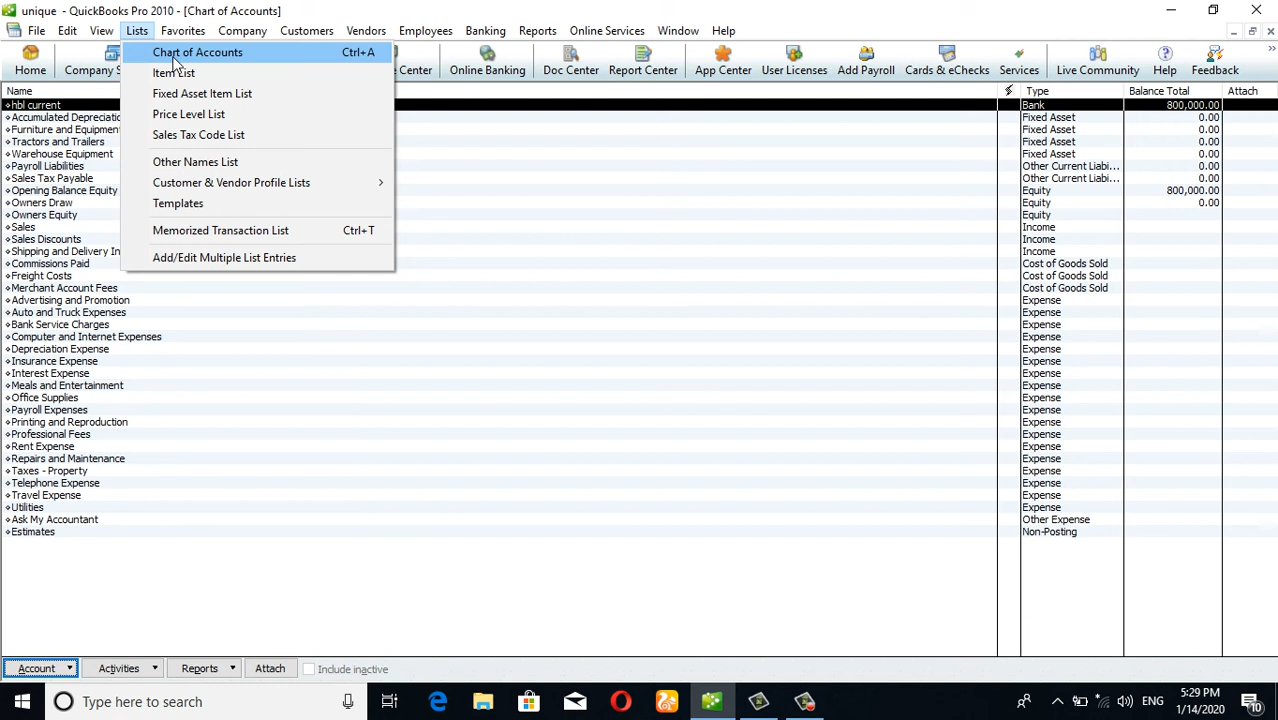 unique - QuickBooks Pro 2010 - [Chart of Accounts]
File Edit View Lists Favorites Company Customers Vendors Employees Banking Reports Online Services Window Help
Home Company S Center Online Banking Doc Center Report Center App Center User Licenses Add Payroll Cards & eChecks Services Live Community Help Feedback
Chart of Accounts Ctrl+A
Item List
Fixed Asset Item List
Price Level List
Sales Tax Code List
Other Names List
Customer & Vendor Profile Lists
Templates
Memorized Transaction List Ctrl+T
Add/Edit Multiple List Entries
Name Type Balance Total Attach
hbl current Bank 800,000.00
Accumulated Depreciatio Fixed Asset 0.00
Furniture and Equipment Fixed Asset 0.00
Tractors and Trailers Fixed Asset 0.00
Warehouse Equipment Fixed Asset 0.00
Payroll Liabilities Other Current Liabi... 0.00
Sales Tax Payable Other Current Liabi... 0.00
Opening Balance Equity Equity 800,000.00
Owners Draw Equity 0.00
Owners Equity Equity
Sales Income
Sales Discounts Income
Shipping and Delivery In Income
Commissions Paid Cost of Goods Sold
Freight Costs Cost of Goods Sold
Merchant Account Fees Cost of Goods Sold
Advertising and Promotion Expense
Auto and Truck Expenses Expense
Bank Service Charges Expense
Computer and Internet Expenses Expense
Depreciation Expense Expense
Insurance Expense Expense
Interest Expense Expense
Meals and Entertainment Expense
Office Supplies Expense
Payroll Expenses Expense
Printing and Reproduction Expense
Professional Fees Expense
Rent Expense Expense
Repairs and Maintenance Expense
Taxes - Property Expense
Telephone Expense Expense
Travel Expense Expense
Utilities Expense
Ask My Accountant Other Expense
Estimates Non-Posting
Account Activities Reports Attach Include inactive
Type here to search
ENG
5:29 PM
1/14/2020
10